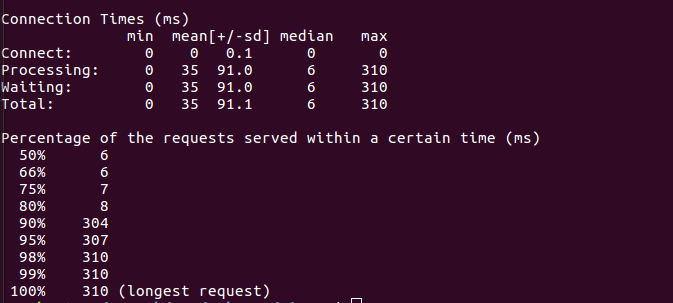 Connection Times (ms)
              min  mean[+/-sd] median   max
Connect:        0    0   0.1      0       0
Processing:     0   35  91.0      6     310
Waiting:        0   35  91.0      6     310
Total:          0   35  91.1      6     310

Percentage of the requests served within a certain time (ms)
  50%      6
  66%      6
  75%      7
  80%      8
  90%    304
  95%    307
  98%    310
  99%    310
 100%    310 (longest request)